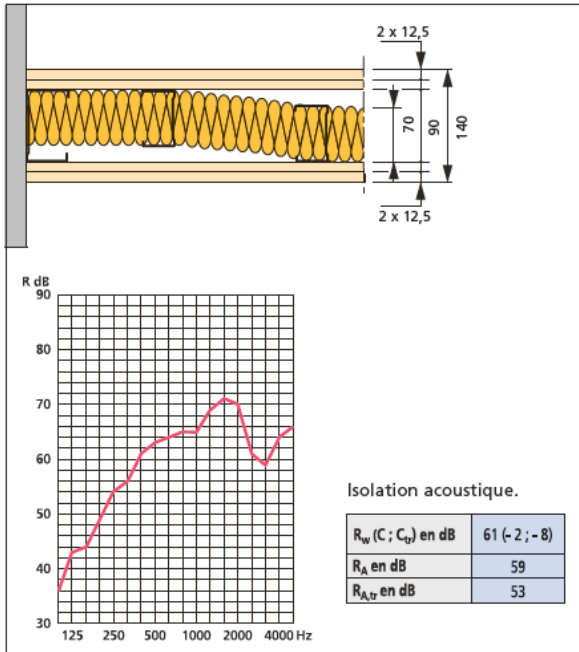 2 x 12,5
70
90
140
2 x 12,5
R dB
90
80
70
60
50
40
30
125 250 500 1000 2000 4000 Hz
Isolation acoustique.
Rw (C ; Ctr) en dB 61 (- 2 ; - 8)
RA en dB 59
RA,tr en dB 53